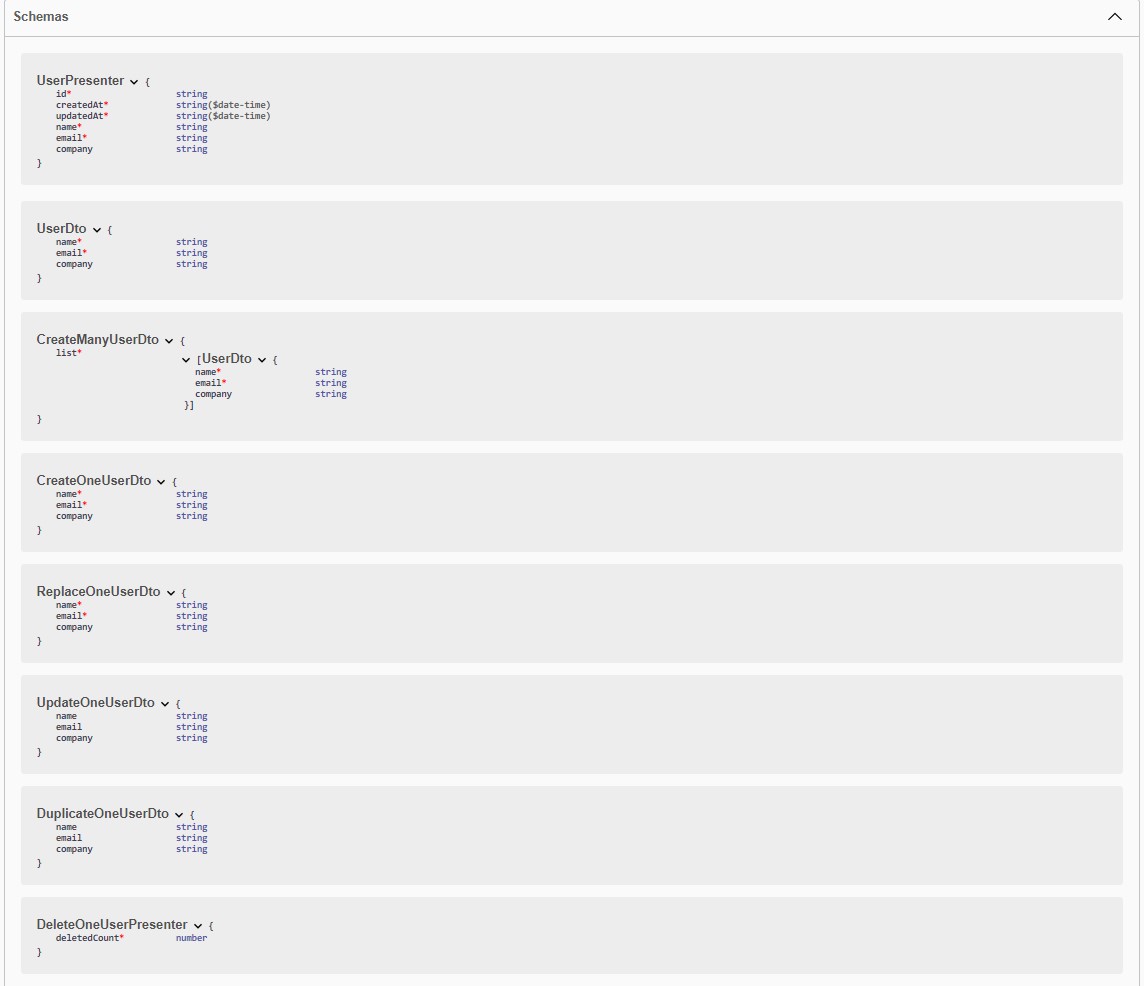 Schemas
UserPresenter {
id* string
createdAt* string($date-time)
updatedAt* string($date-time)
name* string
email* string
company string
}
UserDto {
name* string
email* string
company string
}
CreateManyUserDto {
list*
[UserDto {
name* string
email* string
company string
}]
}
CreateOneUserDto {
name* string
email* string
company string
}
ReplaceOneUserDto {
name* string
email* string
company string
}
UpdateOneUserDto {
name string
email string
company string
}
DuplicateOneUserDto {
name string
email string
company string
}
DeleteOneUserPresenter {
deletedCount* number
}